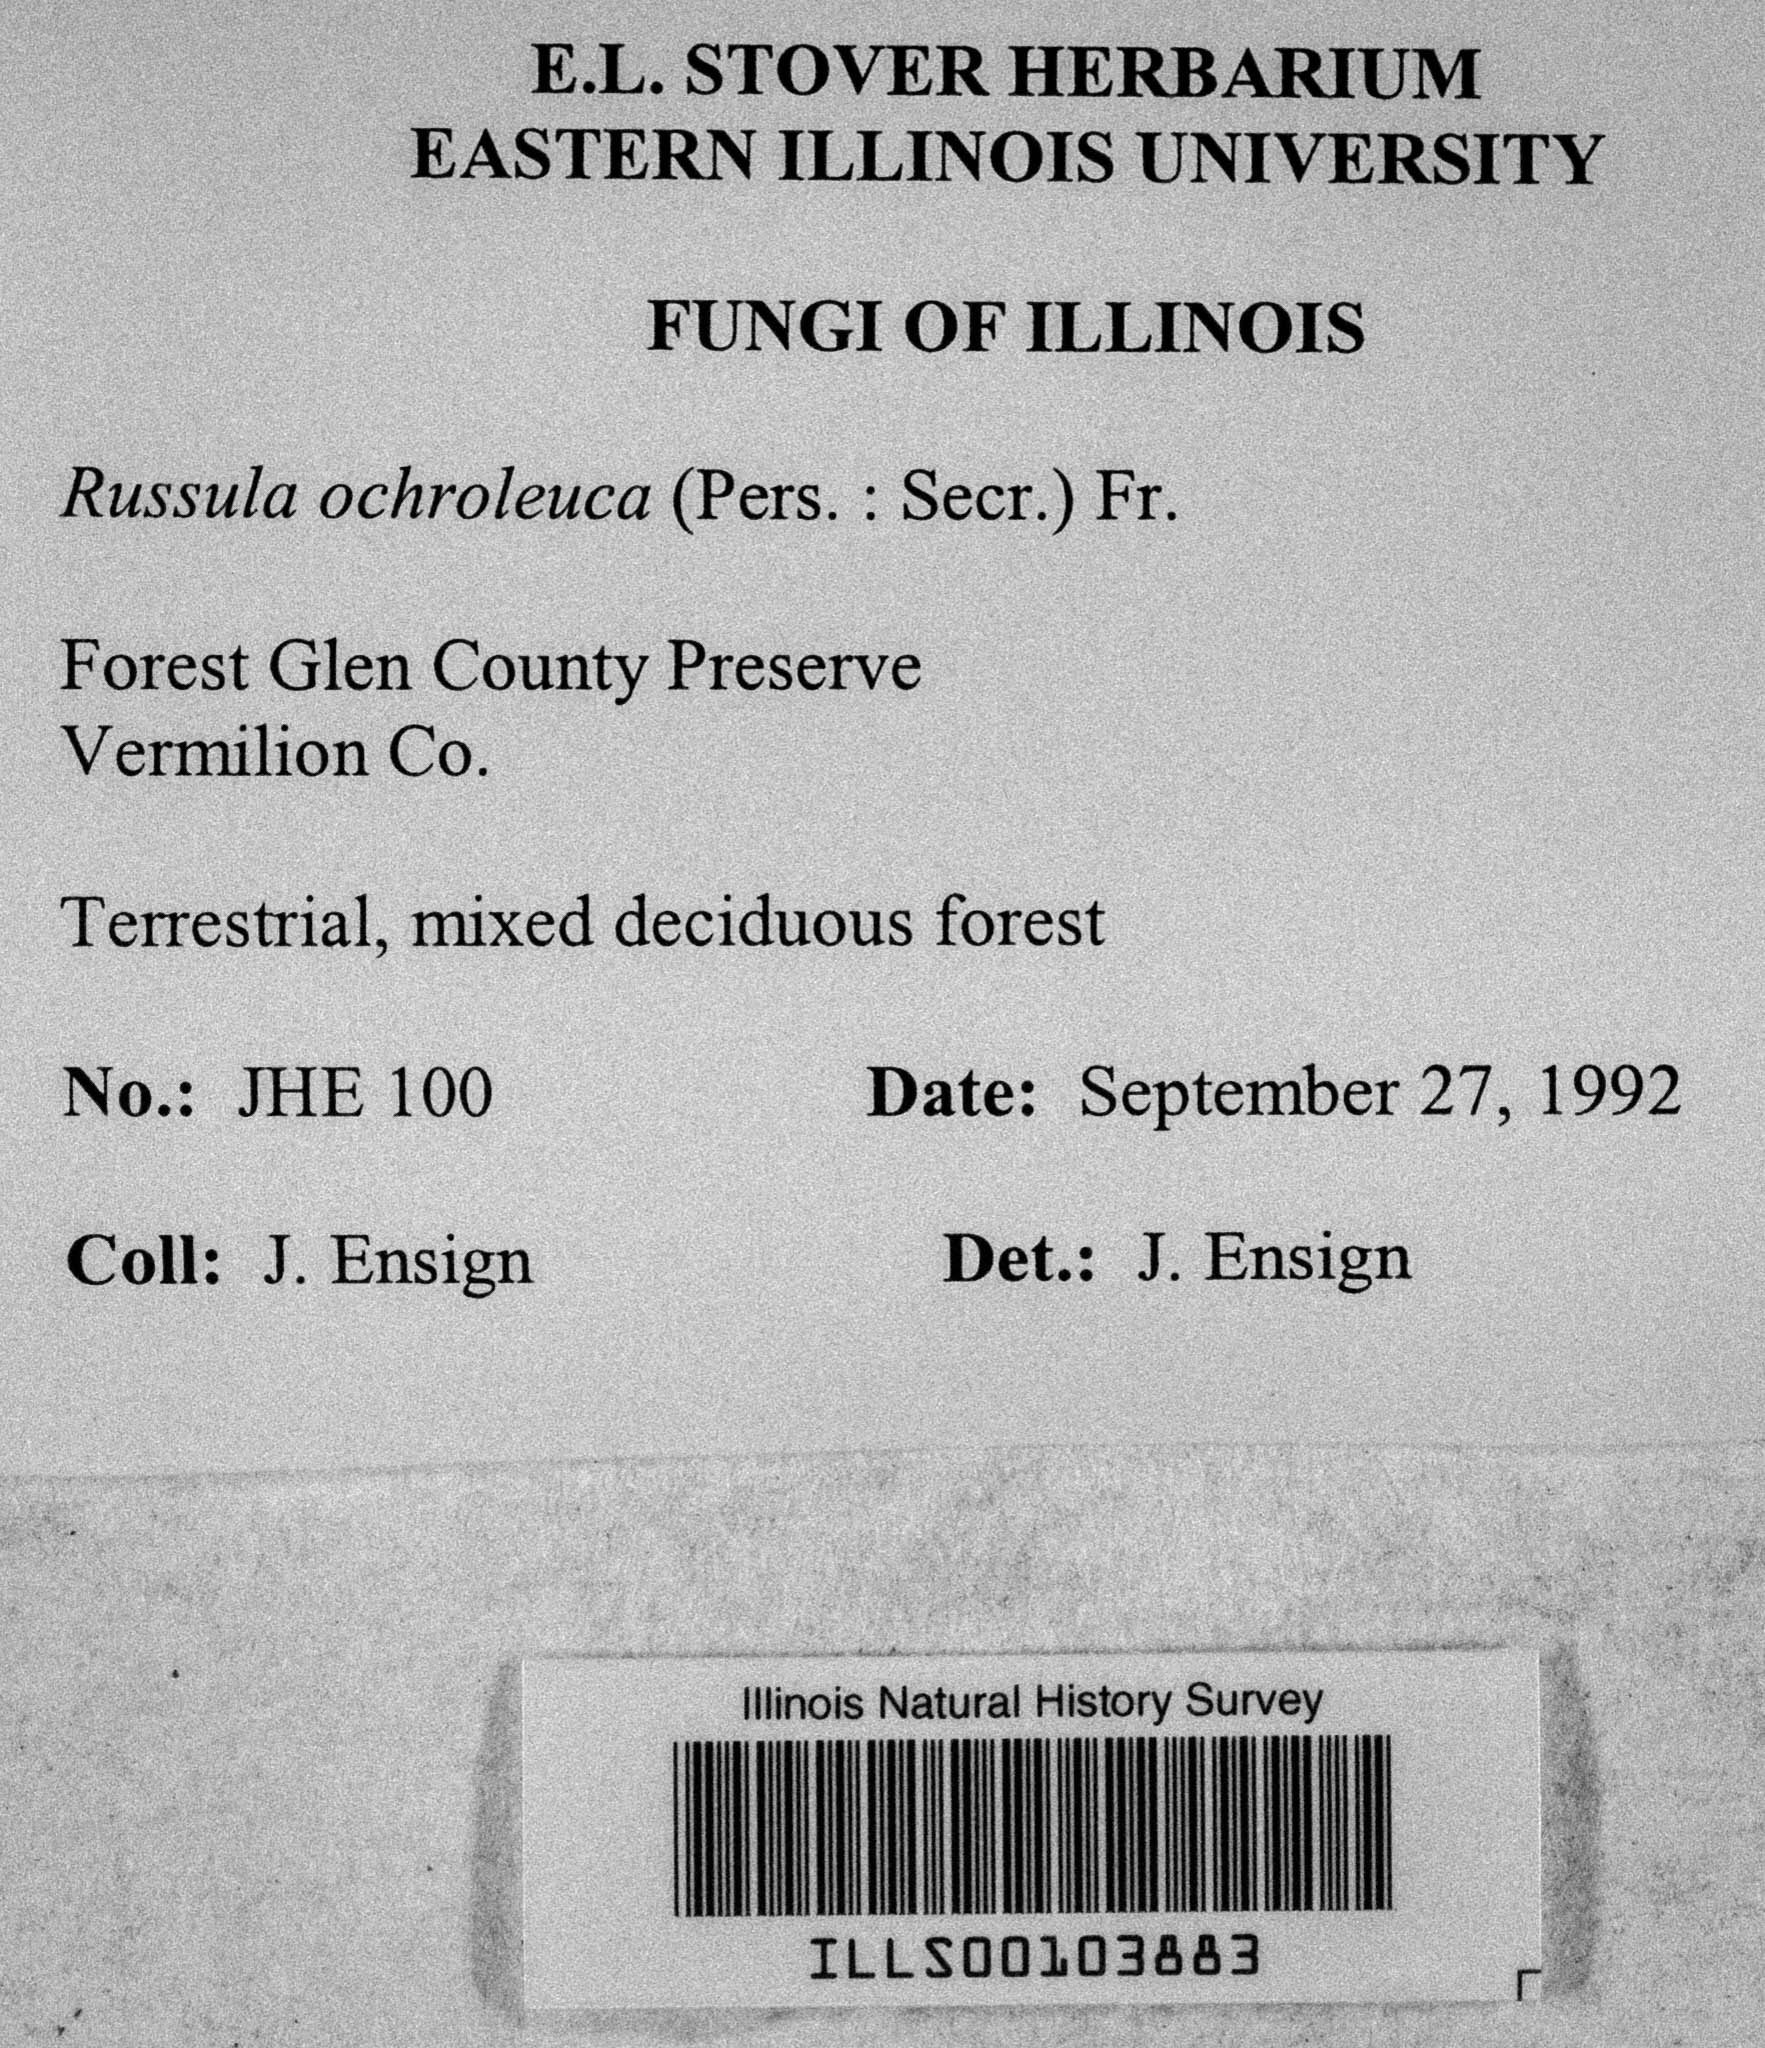 E.L. STOVER HERBARIUM
EASTERN ILLINOIS UNIVERSITY
FUNGI OF ILLINOIS
Russula ochroleuca (Pers. : Secr.) Fr.
Forest Glen County Preserve
Vermilion Co.
Terrestrial, mixed deciduous forest
No.: JHE 100 Date: September 27, 1992
Coll: J. Ensign Det.: J. Ensign
Illinois Natural History Survey
ILLS00103883